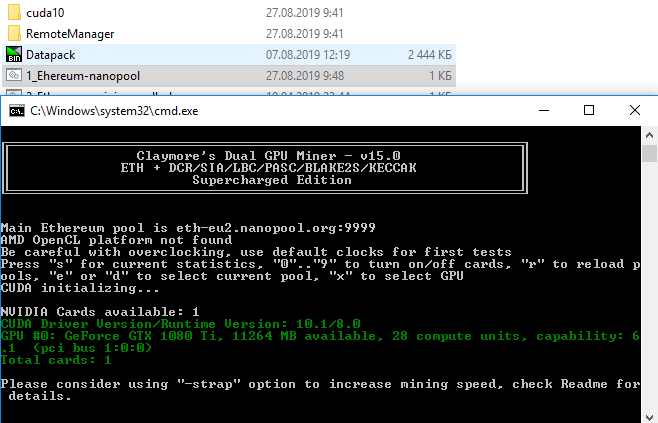 cuda10 27.08.2019 9:41
RemoteManager 27.08.2019 9:41
BIN Datapack 07.08.2019 12:19 2 444 КБ
1_Ehereum-nanopool 27.08.2019 9:48 1 КБ
C:\Windows\system32\cmd.exe
Claymore's Dual GPU Miner - v15.0
ETH + DCR/SIA/LBC/PASC/BLAKE2S/KECCAK
Supercharged Edition
Main Ethereum pool is eth-eu2.nanopool.org:9999
AMD OpenCL platform not found
Be careful with overclocking, use default clocks for first tests
Press "s" for current statistics, "0".."9" to turn on/off cards, "r" to reload p
ools, "e" or "d" to select current pool, "x" to select GPU
CUDA initializing...
NVIDIA Cards available: 1
CUDA Driver Version/Runtime Version: 10.1/8.0
GPU #0: GeForce GTX 1080 Ti, 11264 MB available, 28 compute units, capability: 6
.1 (pci bus 1:0:0)
Total cards: 1
Please consider using "-strap" option to increase mining speed, check Readme for
details.